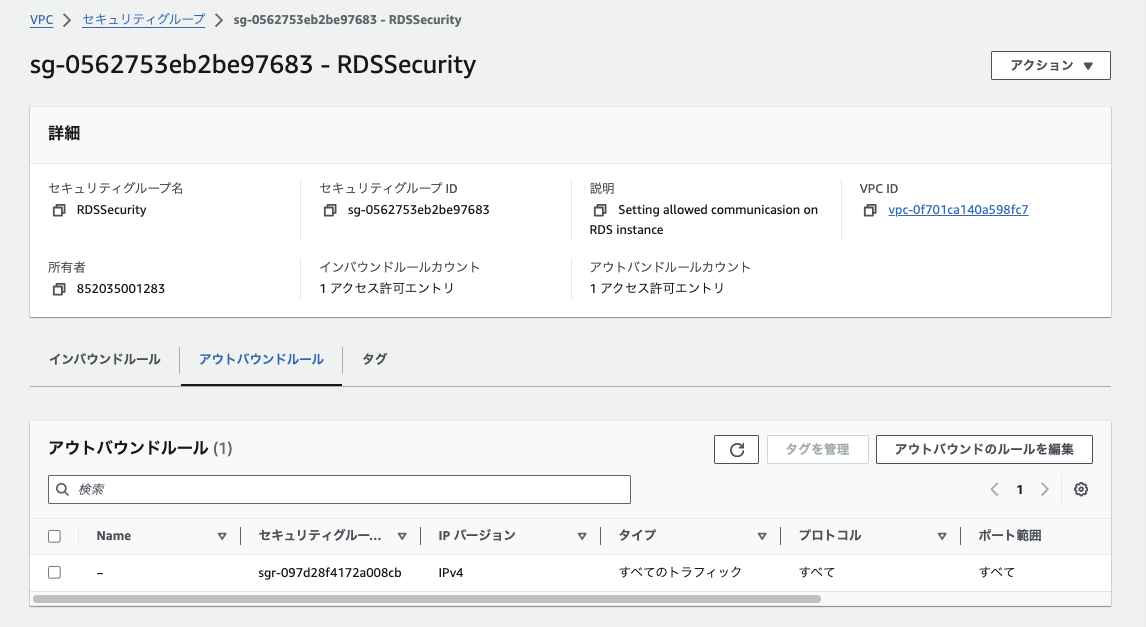 VPC > セキュリティグループ > sg-0562753eb2be97683 - RDSSecurity
sg-0562753eb2be97683 - RDSSecurity
アクション ▼
詳細
セキュリティグループ名
RDSSecurity
セキュリティグループ ID
sg-0562753eb2be97683
説明
Setting allowed communicasion on
RDS instance
VPC ID
vpc-0f701ca140a598fc7
所有者
852035001283
インバウンドルールカウント
1 アクセス許可エントリ
アウトバンドルールカウント
1 アクセス許可エントリ
インバウンドルール アウトバウンドルール タグ
アウトバウンドルール (1)
タグを管理 アウトバウンドのルールを編集
検索
1
Name セキュリティグルー... IP バージョン タイプ プロトコル ポート範囲
– sgr-097d28f4172a008cb IPv4 すべてのトラフィック すべて すべて